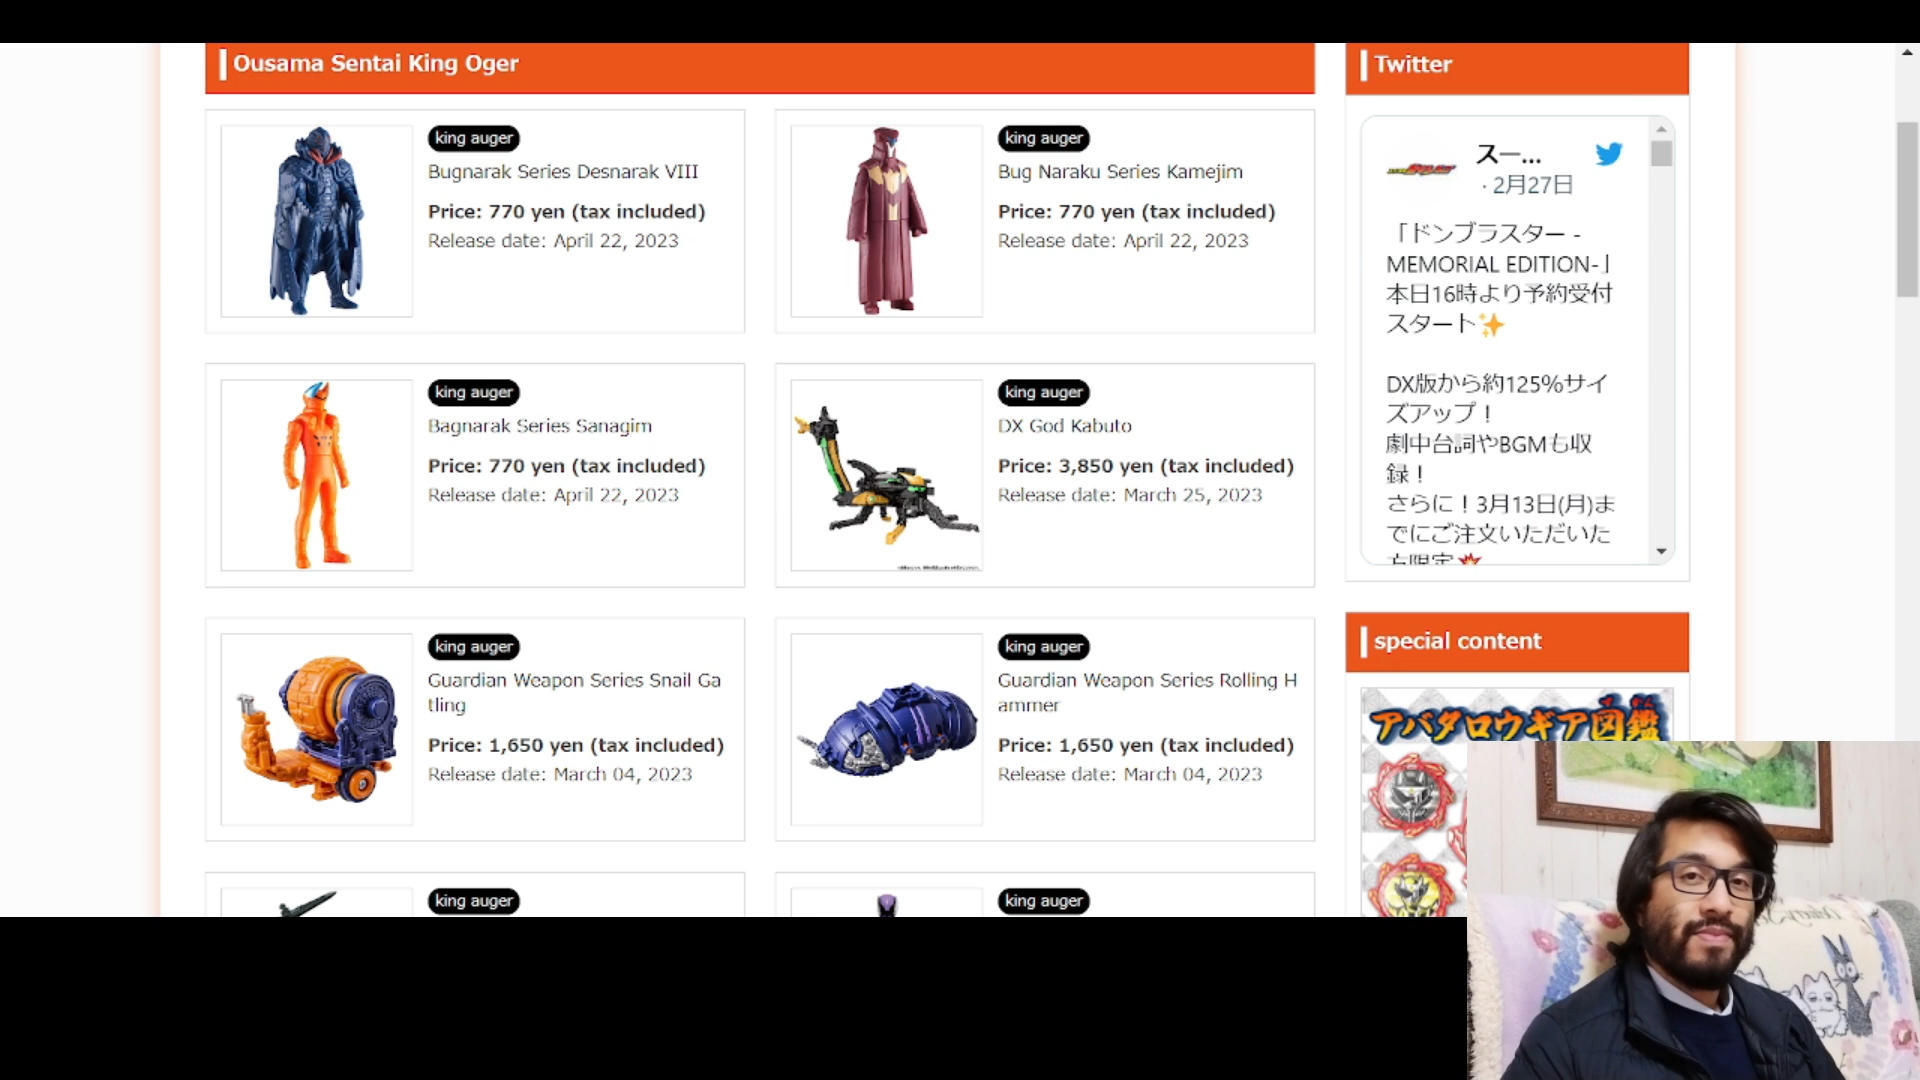 Ousama Sentai King Oger
king auger
Bugnarak Series Desnarak VIII
Price: 770 yen (tax included)
Release date: April 22, 2023
king auger
Bug Naraku Series Kamejim
Price: 770 yen (tax included)
Release date: April 22, 2023
king auger
Bagnarak Series Sanagim
Price: 770 yen (tax included)
Release date: April 22, 2023
king auger
DX God Kabuto
Price: 3,850 yen (tax included)
Release date: March 25, 2023
king auger
Guardian Weapon Series Snail Ga
tling
Price: 1,650 yen (tax included)
Release date: March 04, 2023
king auger
Guardian Weapon Series Rolling H
ammer
Price: 1,650 yen (tax included)
Release date: March 04, 2023
king auger
king auger
Twitter
スー...
· 2月27日
「ドンブラスター -
MEMORIAL EDITION-」
本日16時より予約受付
スタート✨
DX版から約125%サイ
ズアップ！
劇中台詞やBGMも収
録！
さらに！3月13日(月)ま
でにご注文いただいた
方限定💥
special content
アバタロウギア図鑑